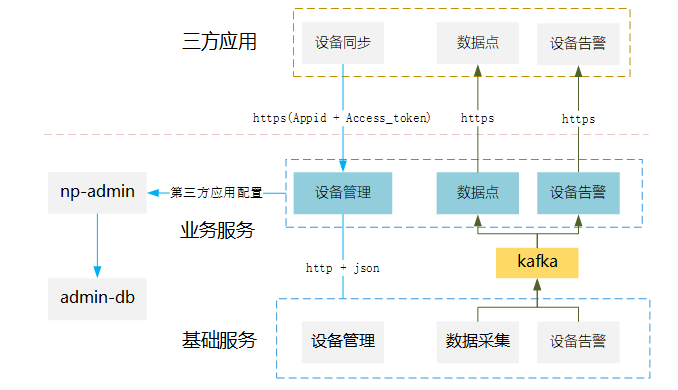 三方应用
设备同步
数据点
设备告警
https(Appid + Access_token)
https
https
np-admin
第三方应用配置
设备管理
数据点
设备告警
业务服务
kafka
http + json
admin-db
基础服务
设备管理
数据采集
设备告警